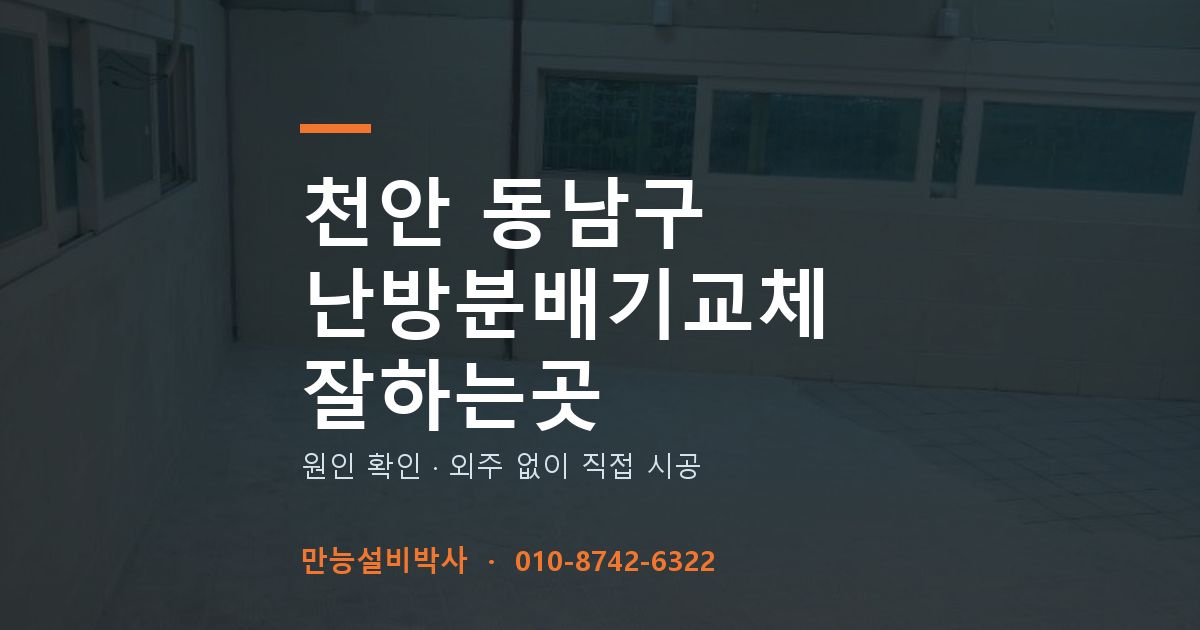 천안 동남구
난방분배기교체
잘하는곳
원인 확인 · 외주 없이 직접 시공
만능설비박사 · 010-8742-6322